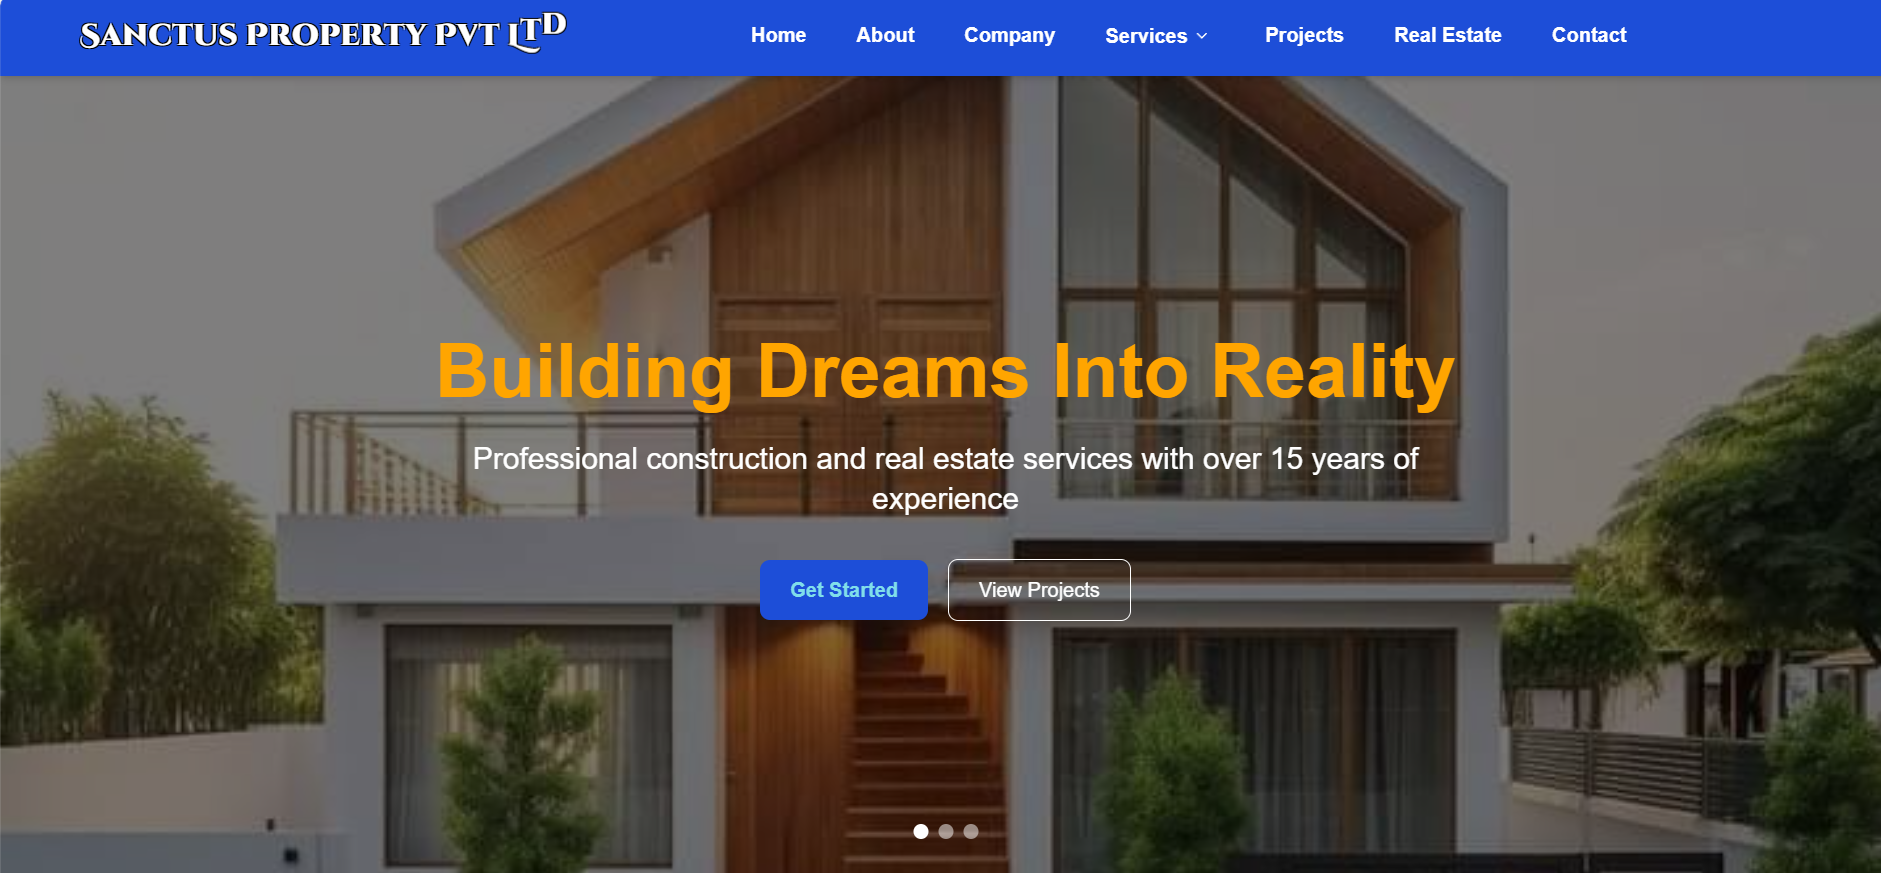 SANCTUS PROPERTY PVT LTD
Home About Company Services Projects Real Estate Contact
Building Dreams Into Reality
Professional construction and real estate services with over 15 years of
experience
Get Started View Projects